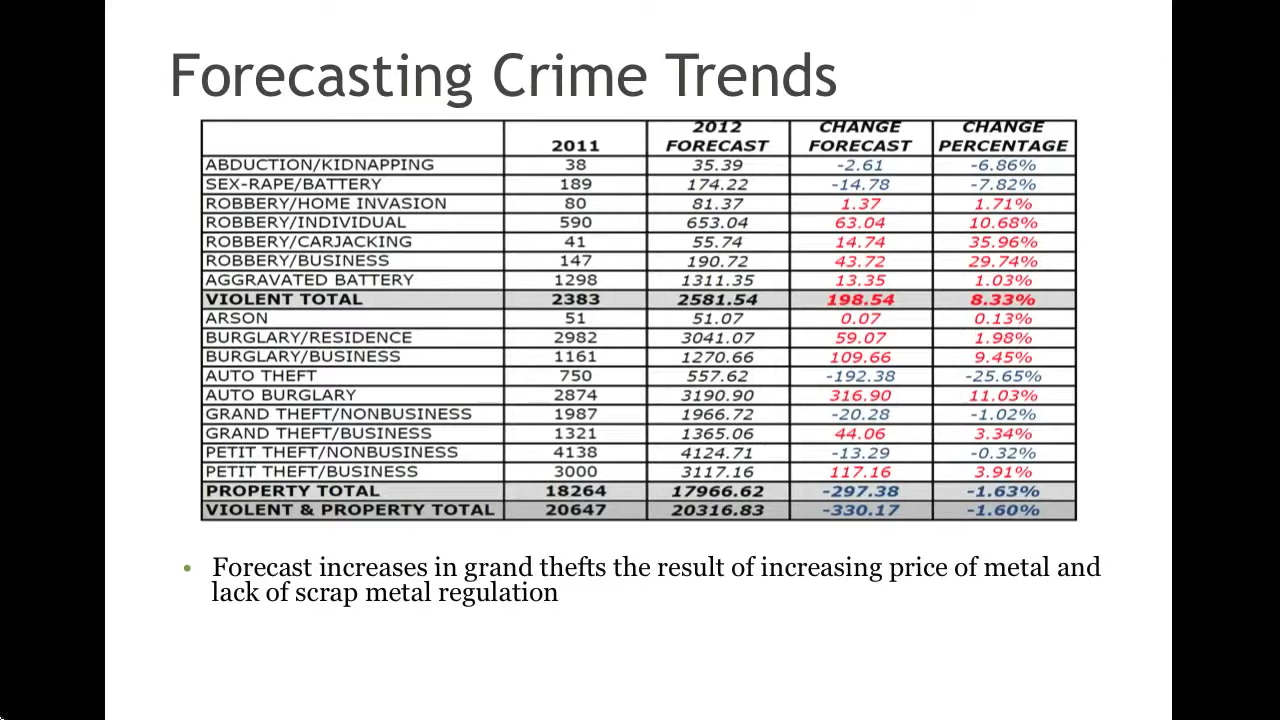 Forecasting Crime Trends
2011 2012 FORECAST CHANGE FORECAST CHANGE PERCENTAGE
ABDUCTION/KIDNAPPING 38 35.39 -2.61 -6.86%
SEX-RAPE/BATTERY 189 174.22 -14.78 -7.82%
ROBBERY/HOME INVASION 80 81.37 1.37 1.71%
ROBBERY/INDIVIDUAL 590 653.04 63.04 10.68%
ROBBERY/CARJACKING 41 55.74 14.74 35.96%
ROBBERY/BUSINESS 147 190.72 43.72 29.74%
AGGRAVATED BATTERY 1298 1311.35 13.35 1.03%
VIOLENT TOTAL 2383 2581.54 198.54 8.33%
ARSON 51 51.07 0.07 0.13%
BURGLARY/RESIDENCE 2982 3041.07 59.07 1.98%
BURGLARY/BUSINESS 1161 1270.66 109.66 9.45%
AUTO THEFT 750 557.62 -192.38 -25.65%
AUTO BURGLARY 2874 3190.90 316.90 11.03%
GRAND THEFT/NONBUSINESS 1987 1966.72 -20.28 -1.02%
GRAND THEFT/BUSINESS 1321 1365.06 44.06 3.34%
PETIT THEFT/NONBUSINESS 4138 4124.71 -13.29 -0.32%
PETIT THEFT/BUSINESS 3000 3117.16 117.16 3.91%
PROPERTY TOTAL 18264 17966.62 -297.38 -1.63%
VIOLENT & PROPERTY TOTAL 20647 20316.83 -330.17 -1.60%
• Forecast increases in grand thefts the result of increasing price of metal and
lack of scrap metal regulation